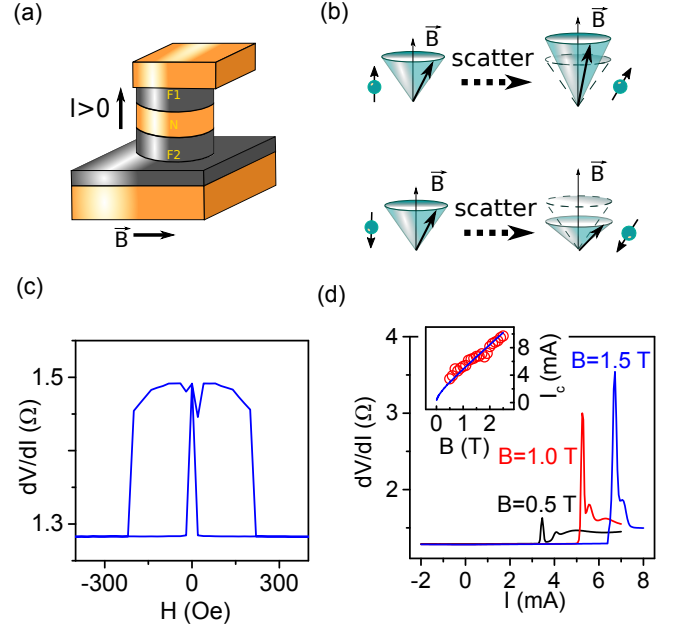 (a)
F1
I>0
N
F2
B
(b)
B
scatter
B
B
scatter
B
(c)
1.5
1.3
dV/dI (Ω)
-400
0
400
H (Oe)
(d)
4
3
2
dV/dI (Ω)
8
4
0
I_c (mA)
0
1
2
B (T)
B=1.5 T
B=1.0 T
B=0.5 T
-2
0
2
4
6
8
I (mA)